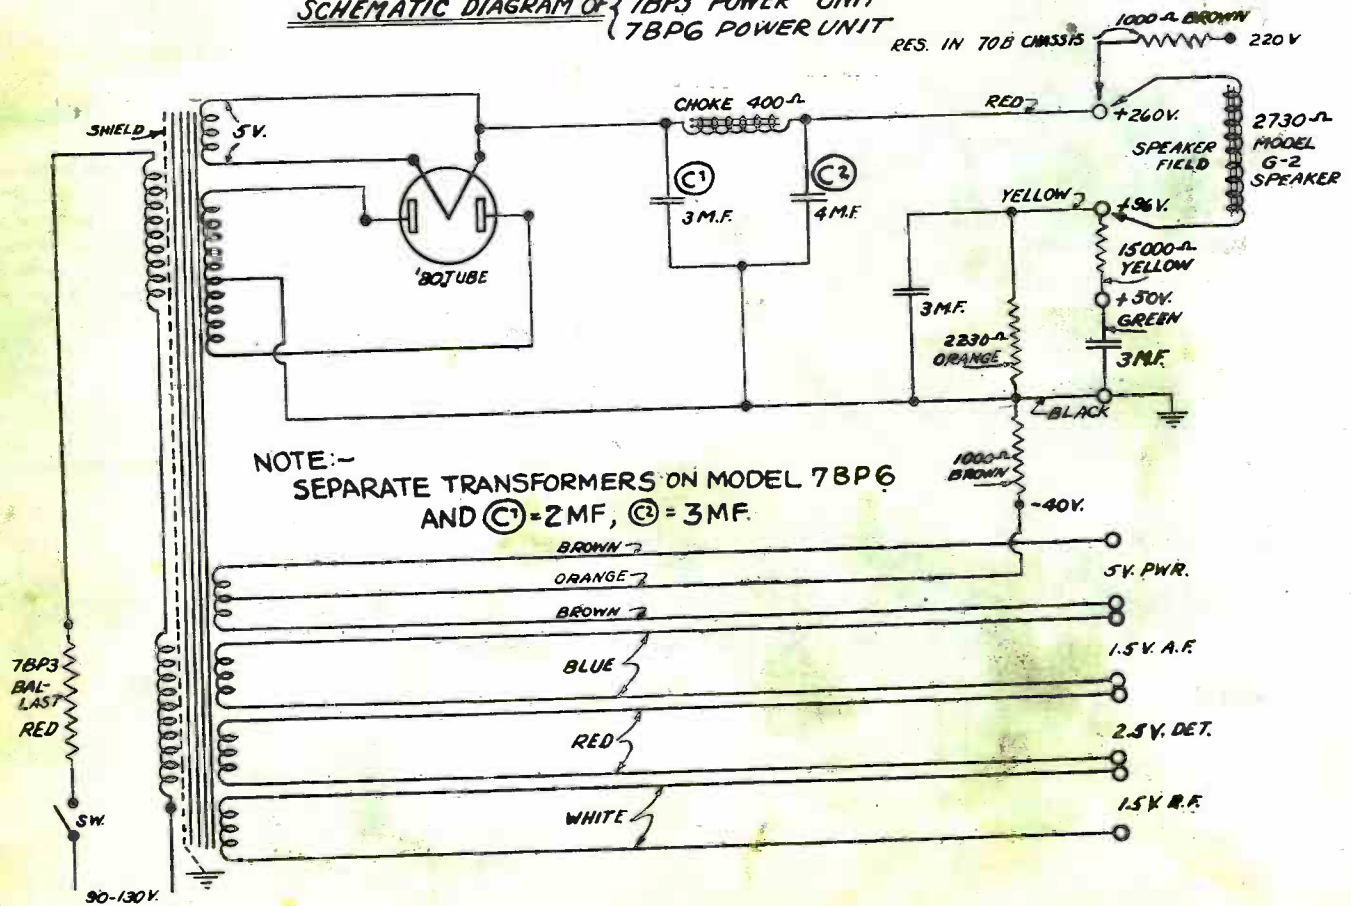 SCHEMATIC DIAGRAM OF { 7BP3 POWER UNIT
7BP6 POWER UNIT
1000Ω BROWN
RES. IN 70B CHASSIS
220V
SHIELD
5V.
CHOKE 400Ω
RED
+260V.
SPEAKER
FIELD
2730Ω
MODEL
G-2
SPEAKER
C1
3 M.F.
C2
4 M.F.
'80 TUBE
YELLOW
+96V.
15000Ω
YELLOW
+50V.
GREEN
3 M.F.
3 M.F.
2230Ω
ORANGE
BLACK
1000Ω
BROWN
-40V.
NOTE:-
SEPARATE TRANSFORMERS ON MODEL 7BP6
AND C1 = 2MF, C2 = 3MF.
BROWN
ORANGE
BROWN
5V. PWR.
BLUE
1.5V. A.F.
RED
2.5V. DET.
WHITE
1.5V. R.F.
7BP3
BAL-
LAST
RED
SW.
90-130V.